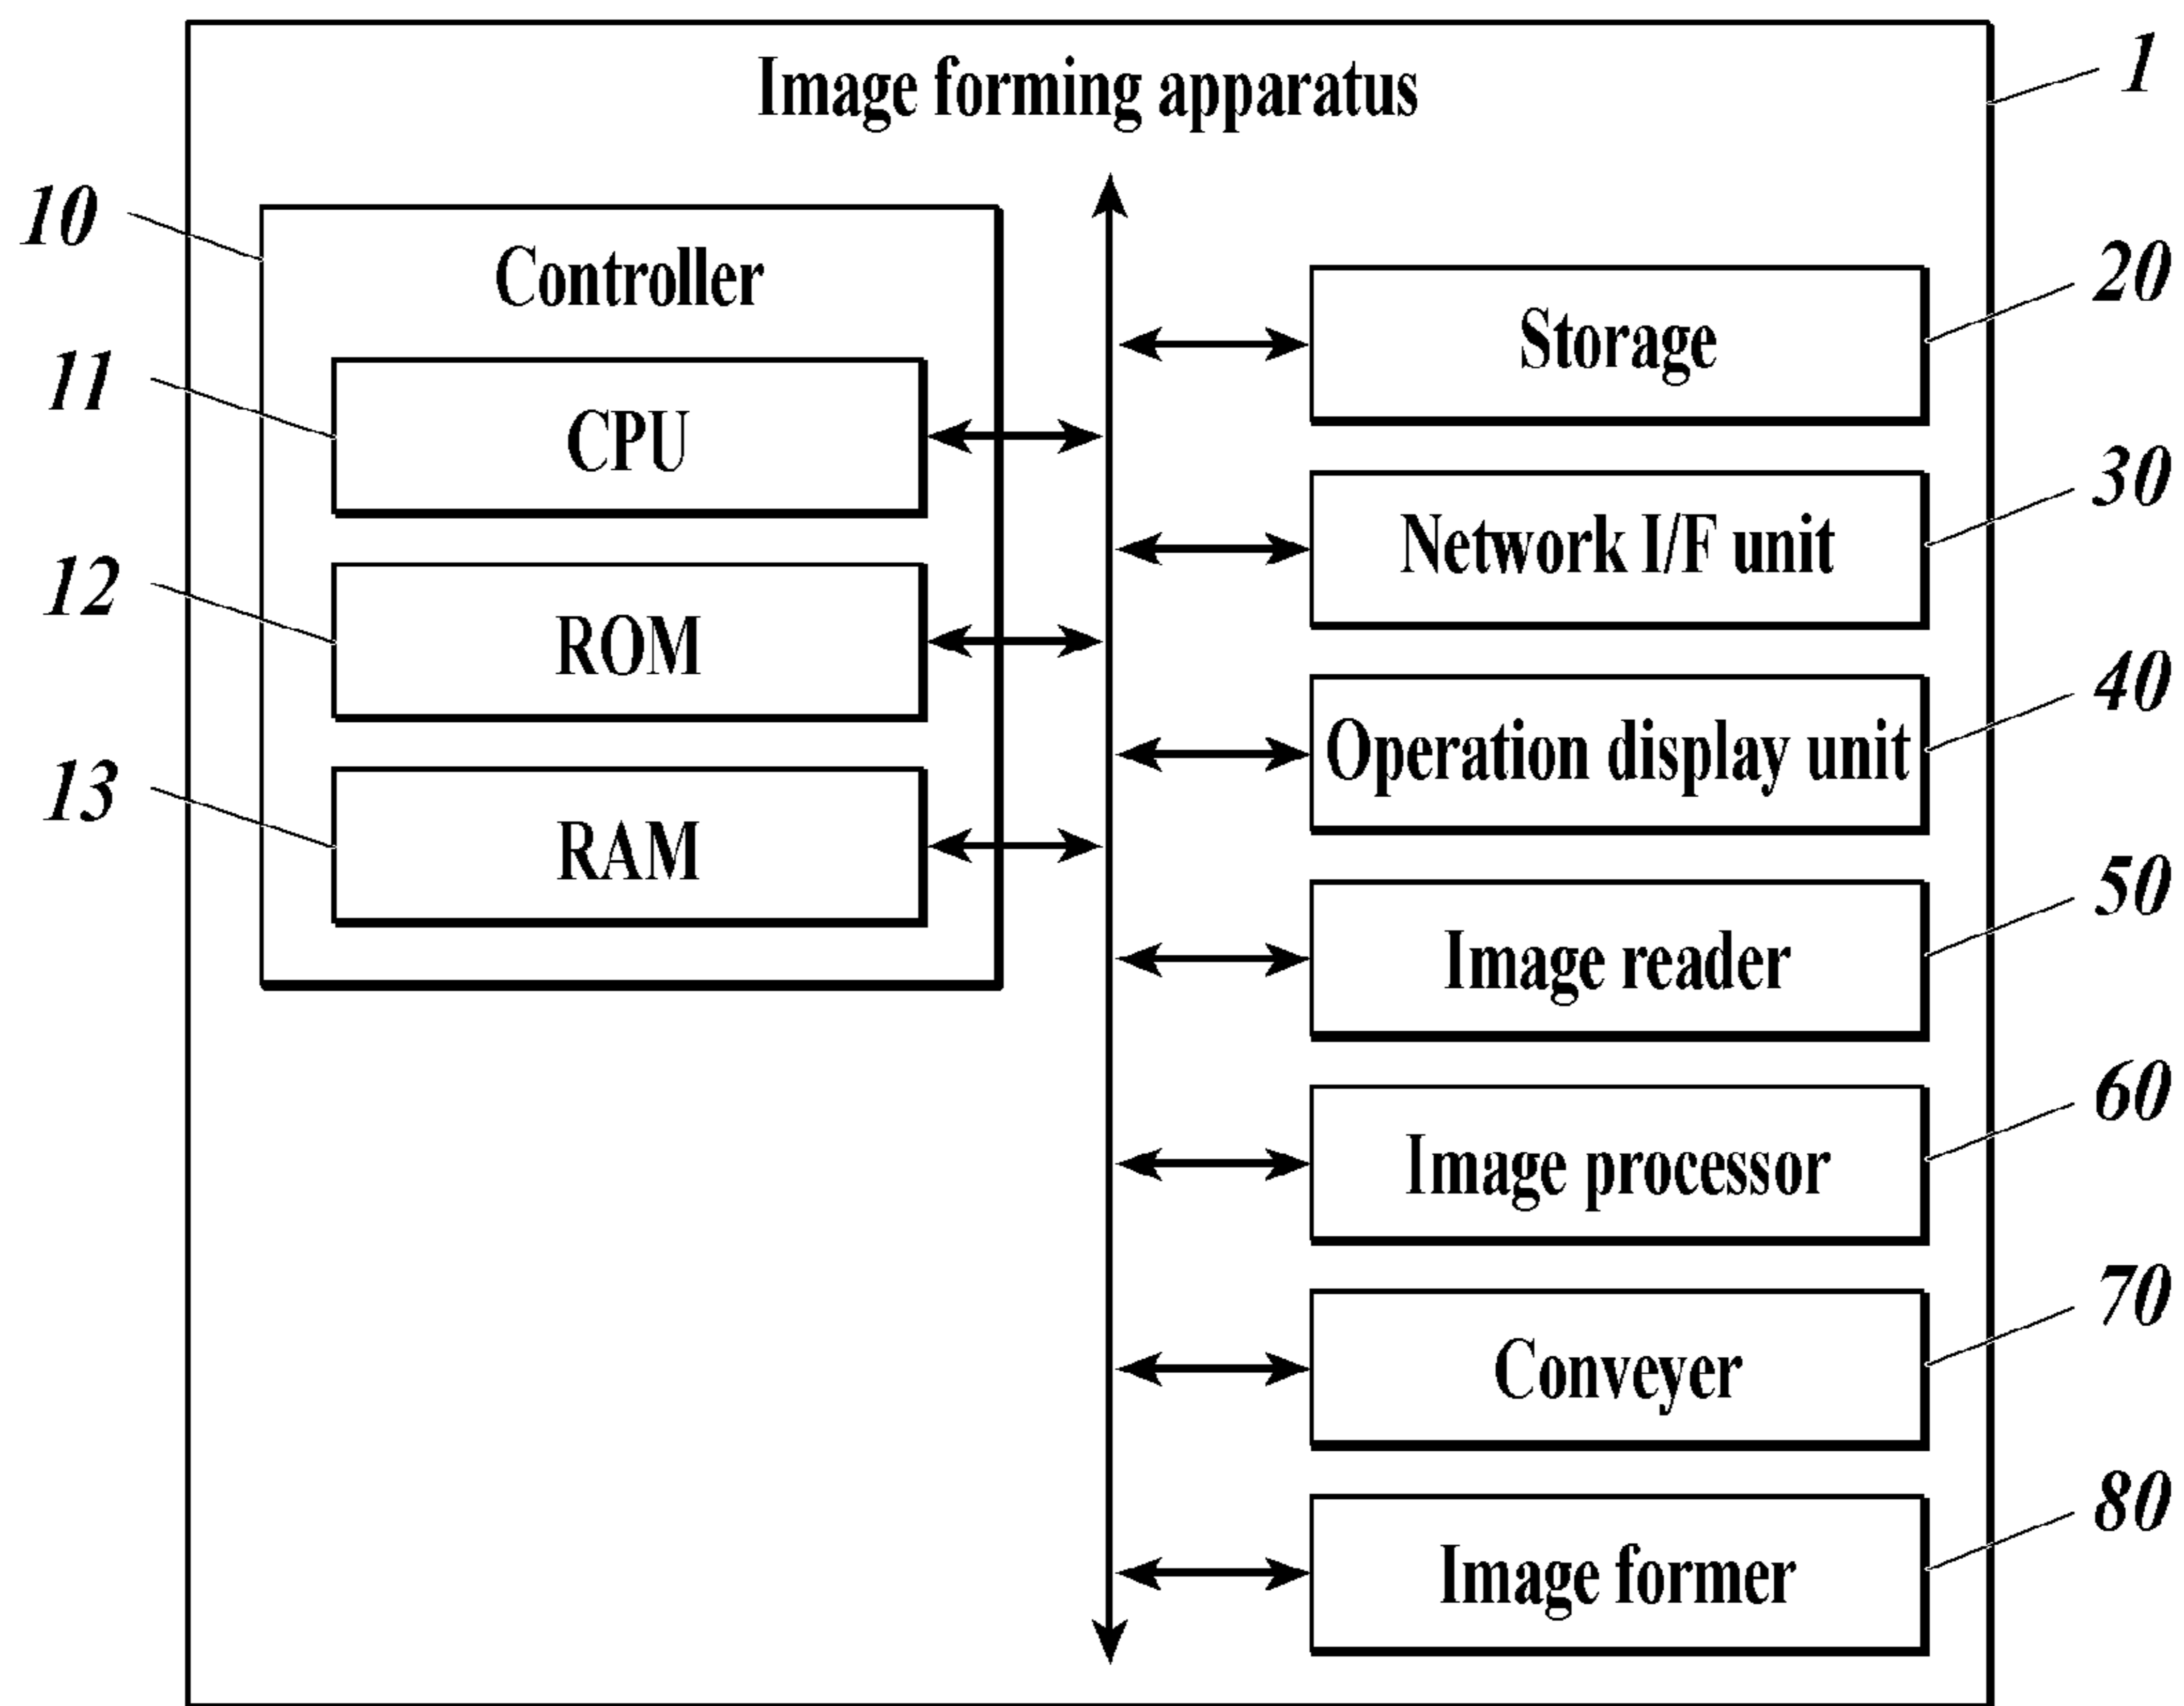 Image forming apparatus
1
10
Controller
11
CPU
12
ROM
13
RAM
Storage
20
Network I/F unit
30
Operation display unit
40
Image reader
50
Image processor
60
Conveyer
70
Image former
80